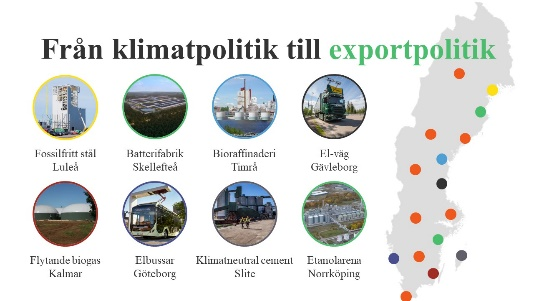 Från klimatpolitik till exportpolitik
Fossilfritt stål
Luleå
Batterifabrik
Skellefteå
Bioraffinaderi
Timrå
El-väg
Gävleborg
Flytande biogas
Kalmar
Elbussar
Göteborg
Klimatneutral cement
Slite
Etanolarena
Norrköping